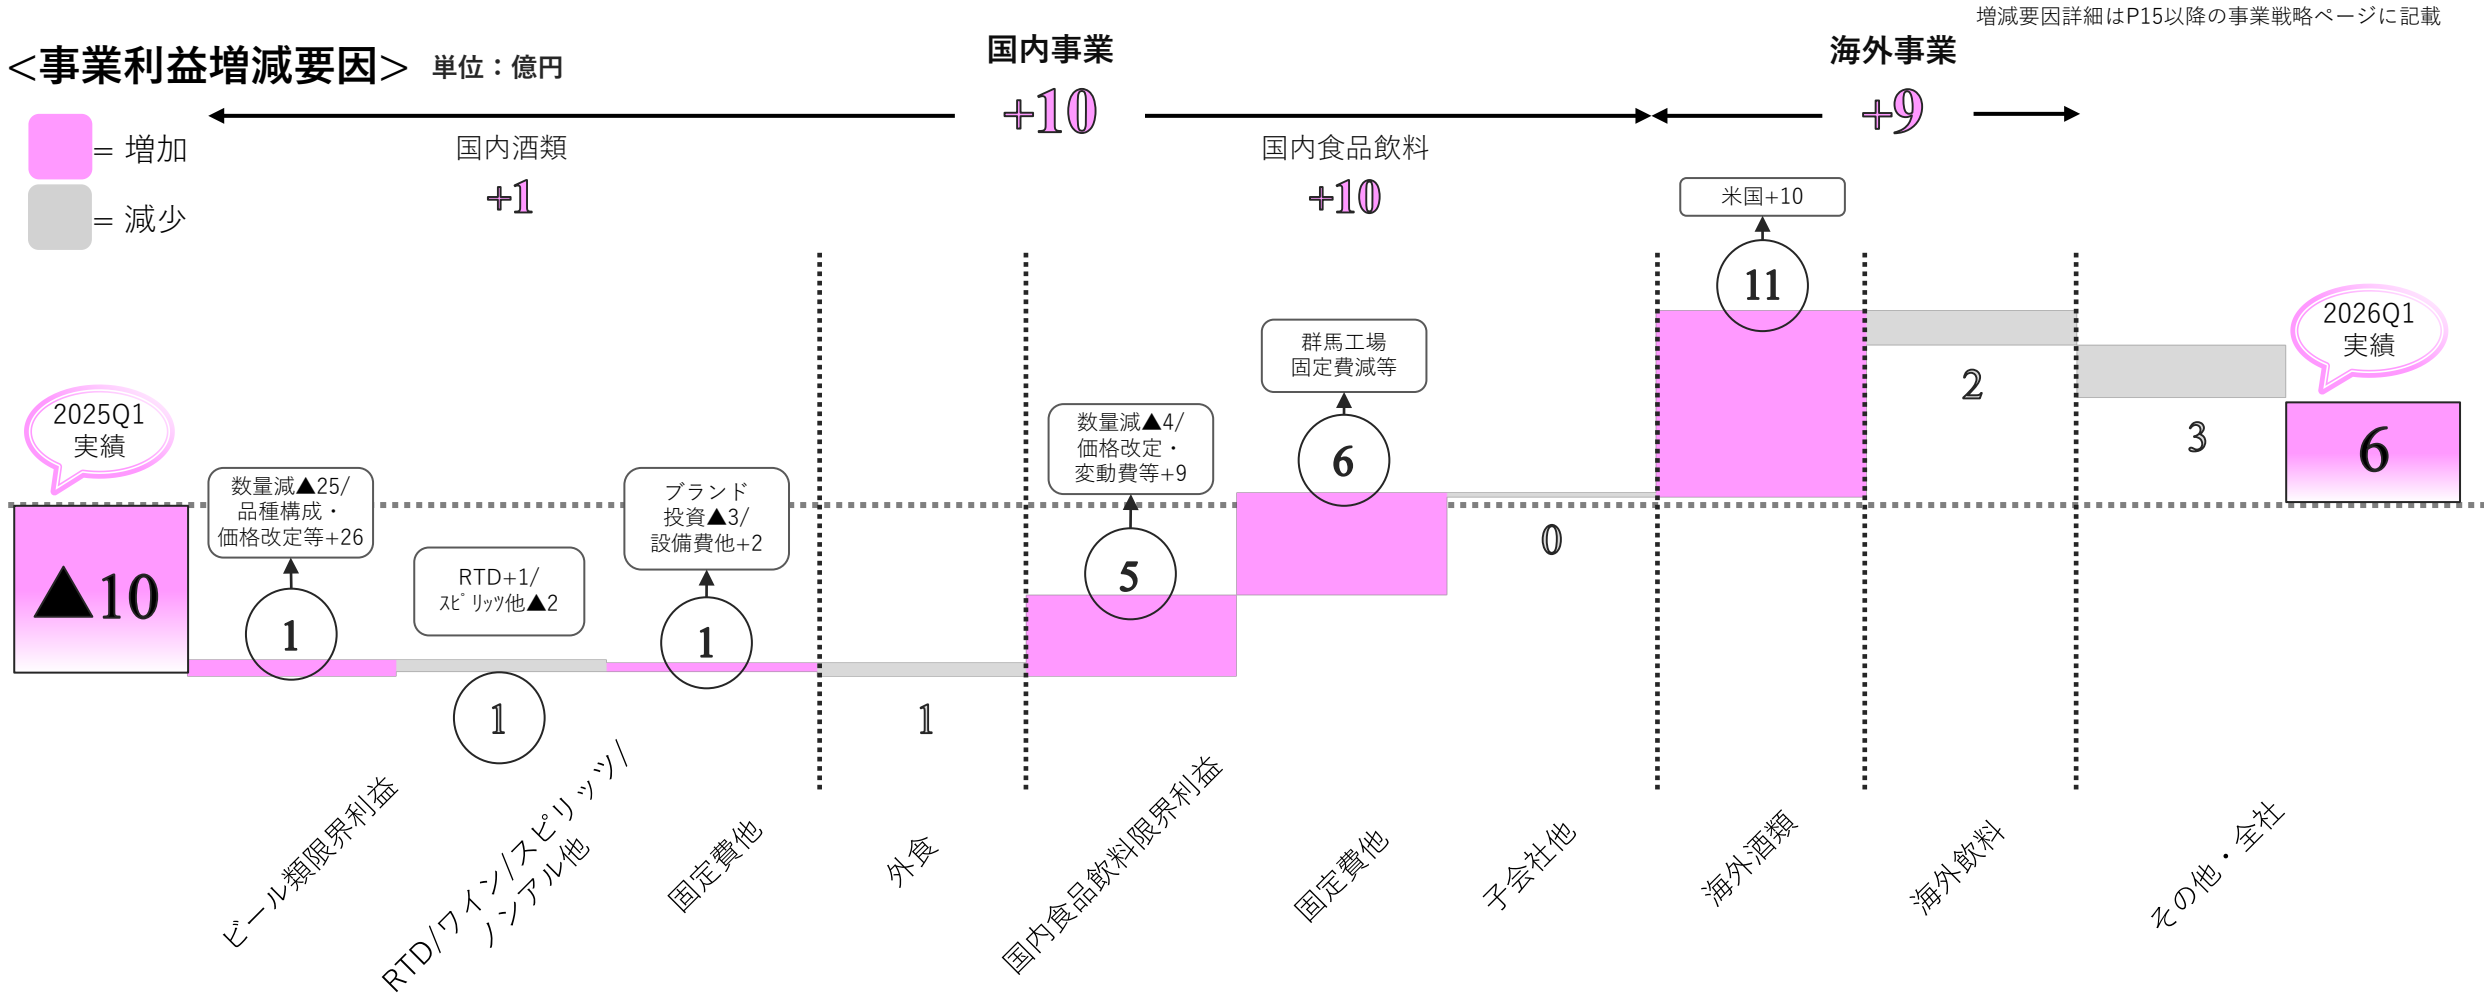 増減要因詳細はP15以降の事業戦略ページに記載
<事業利益増減要因> 単位：億円
国内事業
+10
海外事業
+9
= 増加
= 減少
国内酒類
+1
国内食品飲料
+10
2025Q1
実績
▲10
数量減▲25/
品種構成・
価格改定等+26
1
RTD+1/
ｽﾋﾟﾘｯﾂ他▲2
1
ブランド
投資▲3/
設備費他+2
1
1
数量減▲4/
価格改定・
変動費等+9
5
群馬工場
固定費減等
6
0
米国+10
11
2
3
2026Q1
実績
6
ビール類限界利益
RTD/ワイン/スピリッツ/
ノンアル他
固定費他
外食
国内食品飲料限界利益
固定費他
子会社他
海外酒類
海外飲料
その他・全社